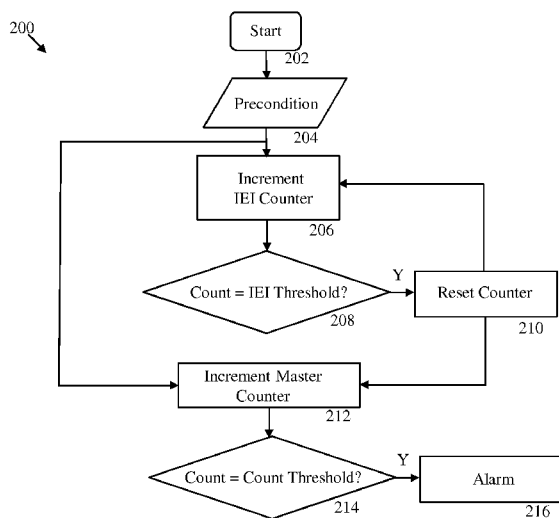 200
Start
202
Precondition
204
Increment
IEI Counter
206
Count = IEI Threshold?
Y
208
Reset Counter
210
Increment Master
Counter
212
Count = Count Threshold?
Y
214
Alarm
216